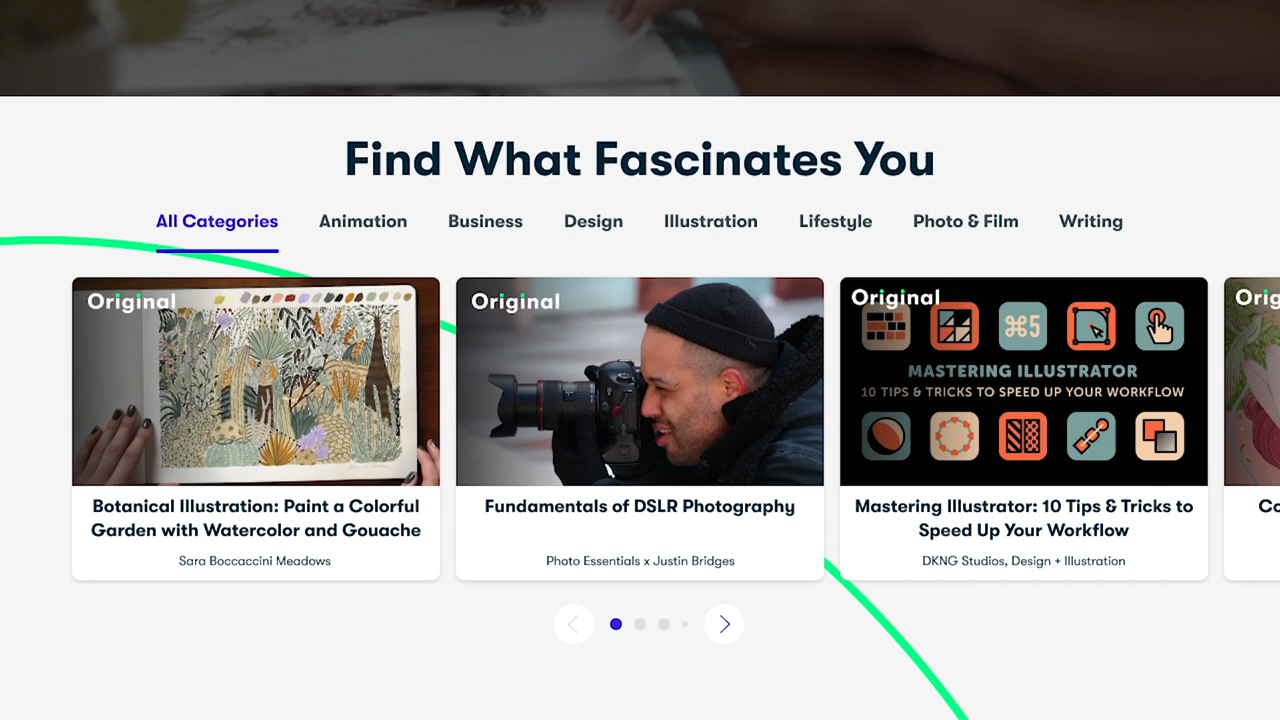 Find What Fascinates You
All Categories Animation Business Design Illustration Lifestyle Photo & Film Writing
Original
Botanical Illustration: Paint a Colorful
Garden with Watercolor and Gouache
Sara Boccaccini Meadows
Original
Fundamentals of DSLR Photography
Photo Essentials x Justin Bridges
Original
⌘5
MASTERING ILLUSTRATOR
10 TIPS & TRICKS TO SPEED UP YOUR WORKFLOW
Mastering Illustrator: 10 Tips & Tricks to
Speed Up Your Workflow
DKNG Studios, Design + Illustration